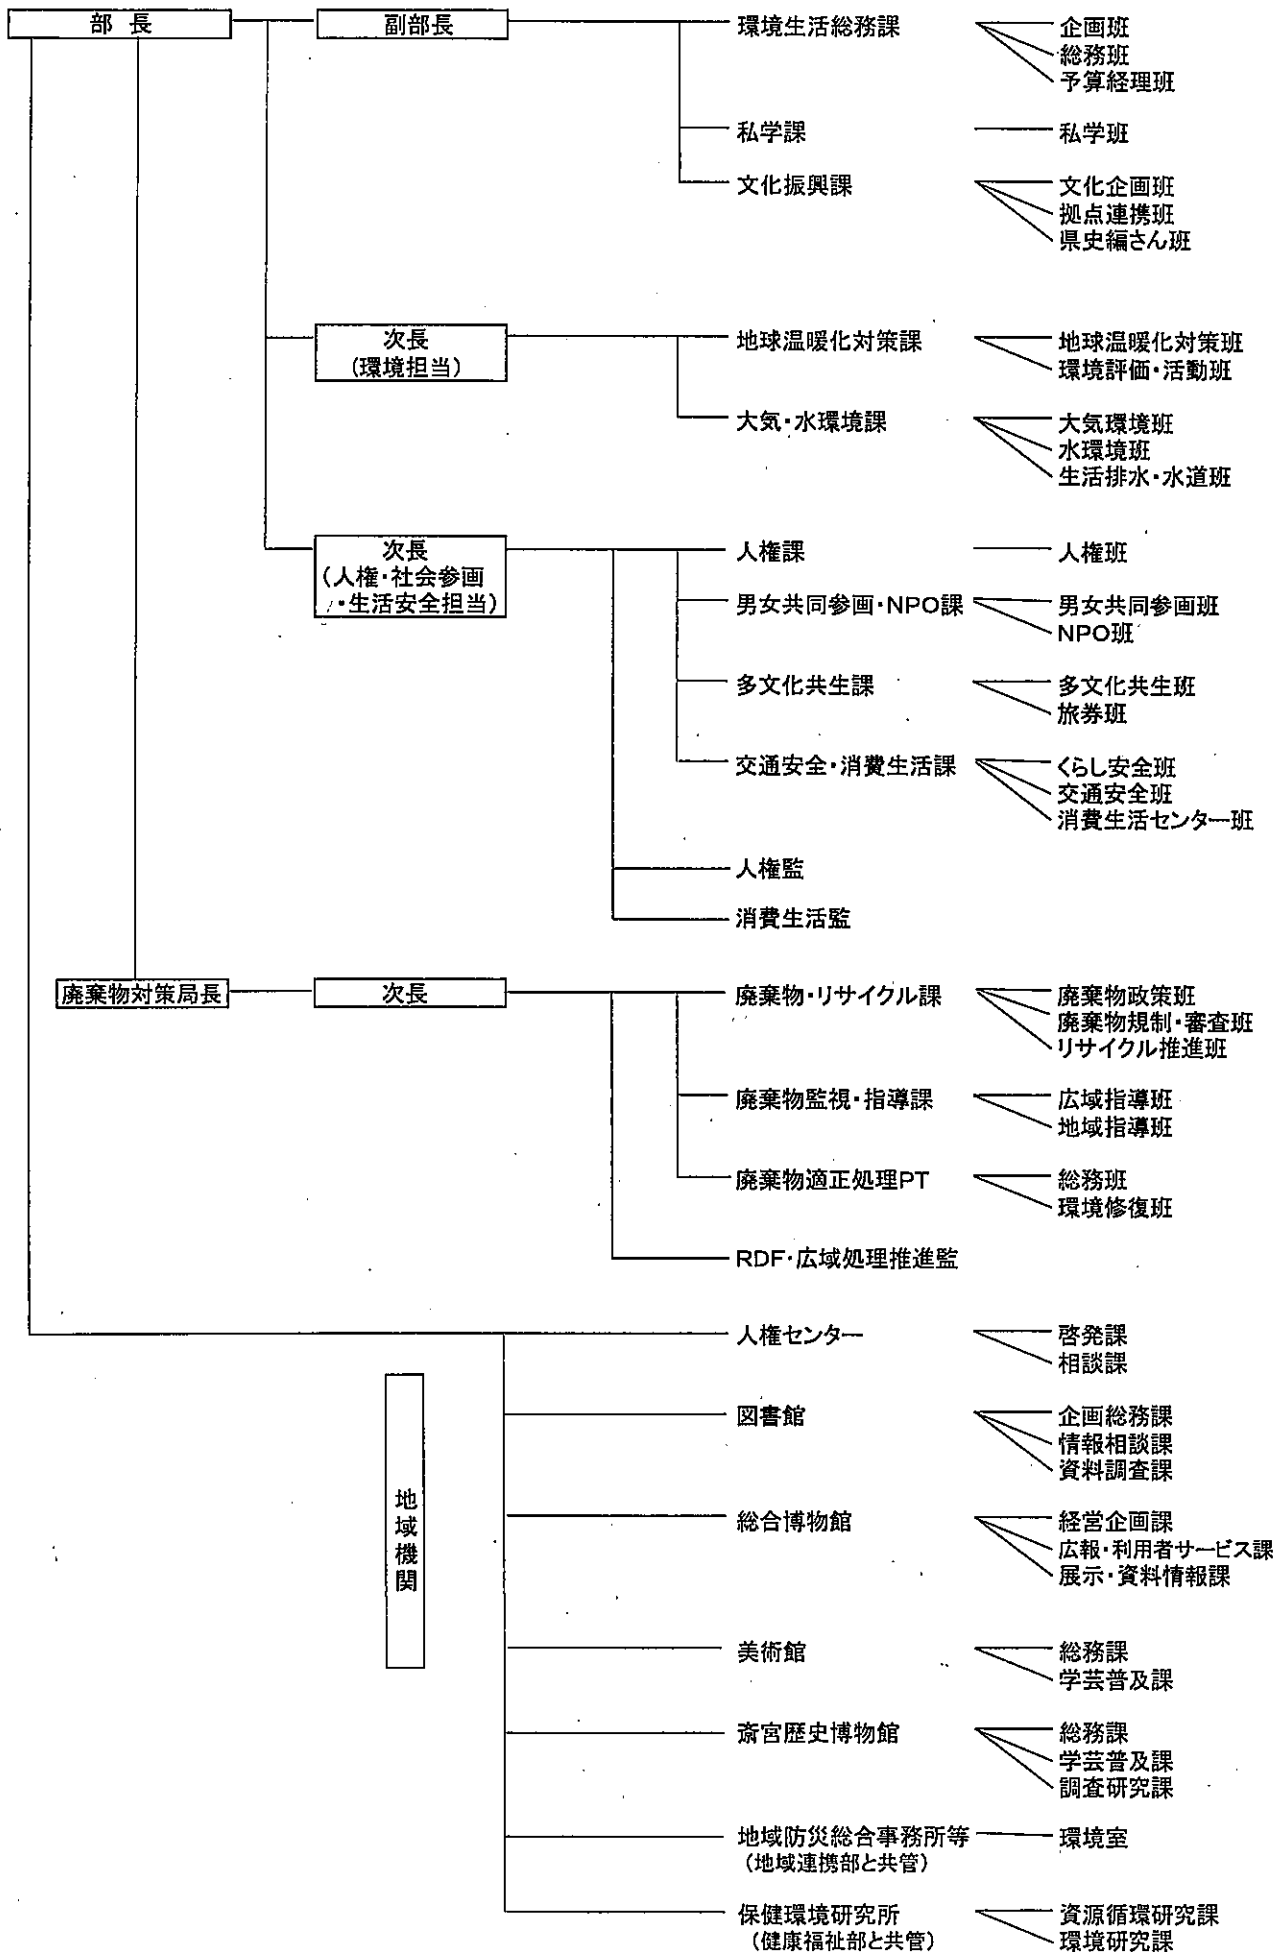 部 長
副部長
環境生活総務課
企画班
総務班
予算経理班
私学課
私学班
文化振興課
文化企画班
拠点連携班
県史編さん班
次長
(環境担当)
地球温暖化対策課
地球温暖化対策班
環境評価・活動班
大気・水環境課
大気環境班
水環境班
生活排水・水道班
次長
(人権・社会参画
・生活安全担当)
人権課
人権班
男女共同参画・NPO課
男女共同参画班
NPO班
多文化共生課
多文化共生班
旅券班
交通安全・消費生活課
くらし安全班
交通安全班
消費生活センター班
人権監
消費生活監
廃棄物対策局長
次長
廃棄物・リサイクル課
廃棄物政策班
廃棄物規制・審査班
リサイクル推進班
廃棄物監視・指導課
広域指導班
地域指導班
廃棄物適正処理PT
総務班
環境修復班
RDF・広域処理推進監
地域機関
人権センター
啓発課
相談課
図書館
企画総務課
情報相談課
資料調査課
総合博物館
経営企画課
広報・利用者サービス課
展示・資料情報課
美術館
総務課
学芸普及課
斎宮歴史博物館
総務課
学芸普及課
調査研究課
地域防災総合事務所等
(地域連携部と共管)
環境室
保健環境研究所
(健康福祉部と共管)
資源循環研究課
環境研究課